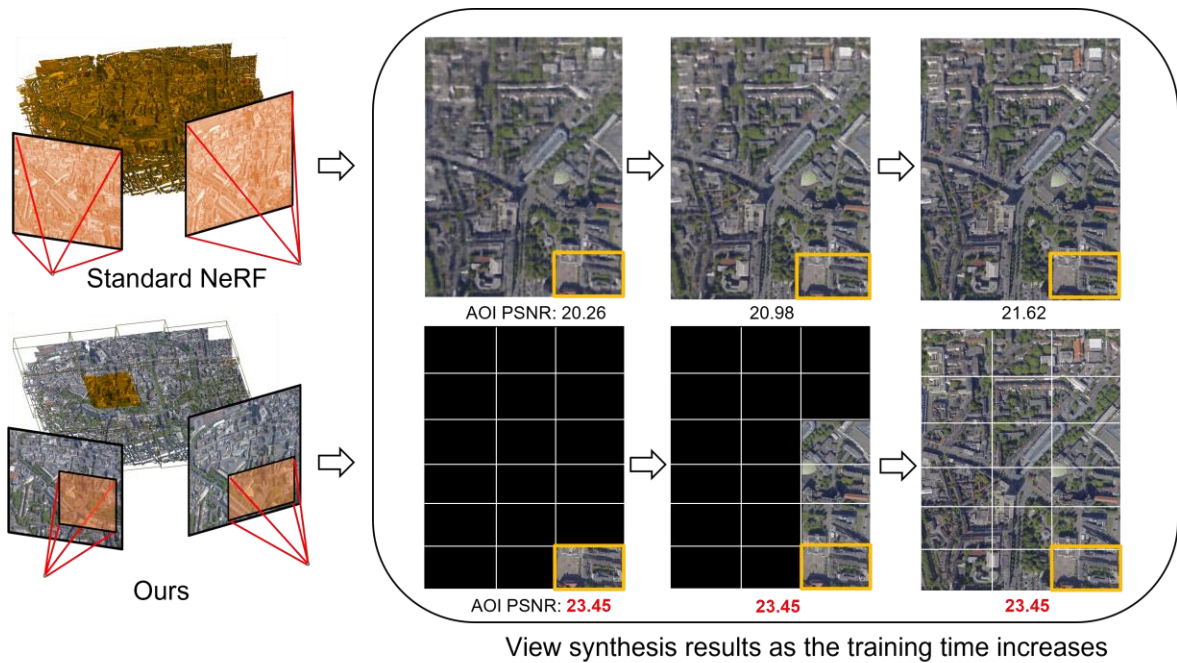 Standard NeRF
AOI PSNR: 20.26
20.98
21.62
Ours
AOI PSNR: 23.45
23.45
23.45
View synthesis results as the training time increases